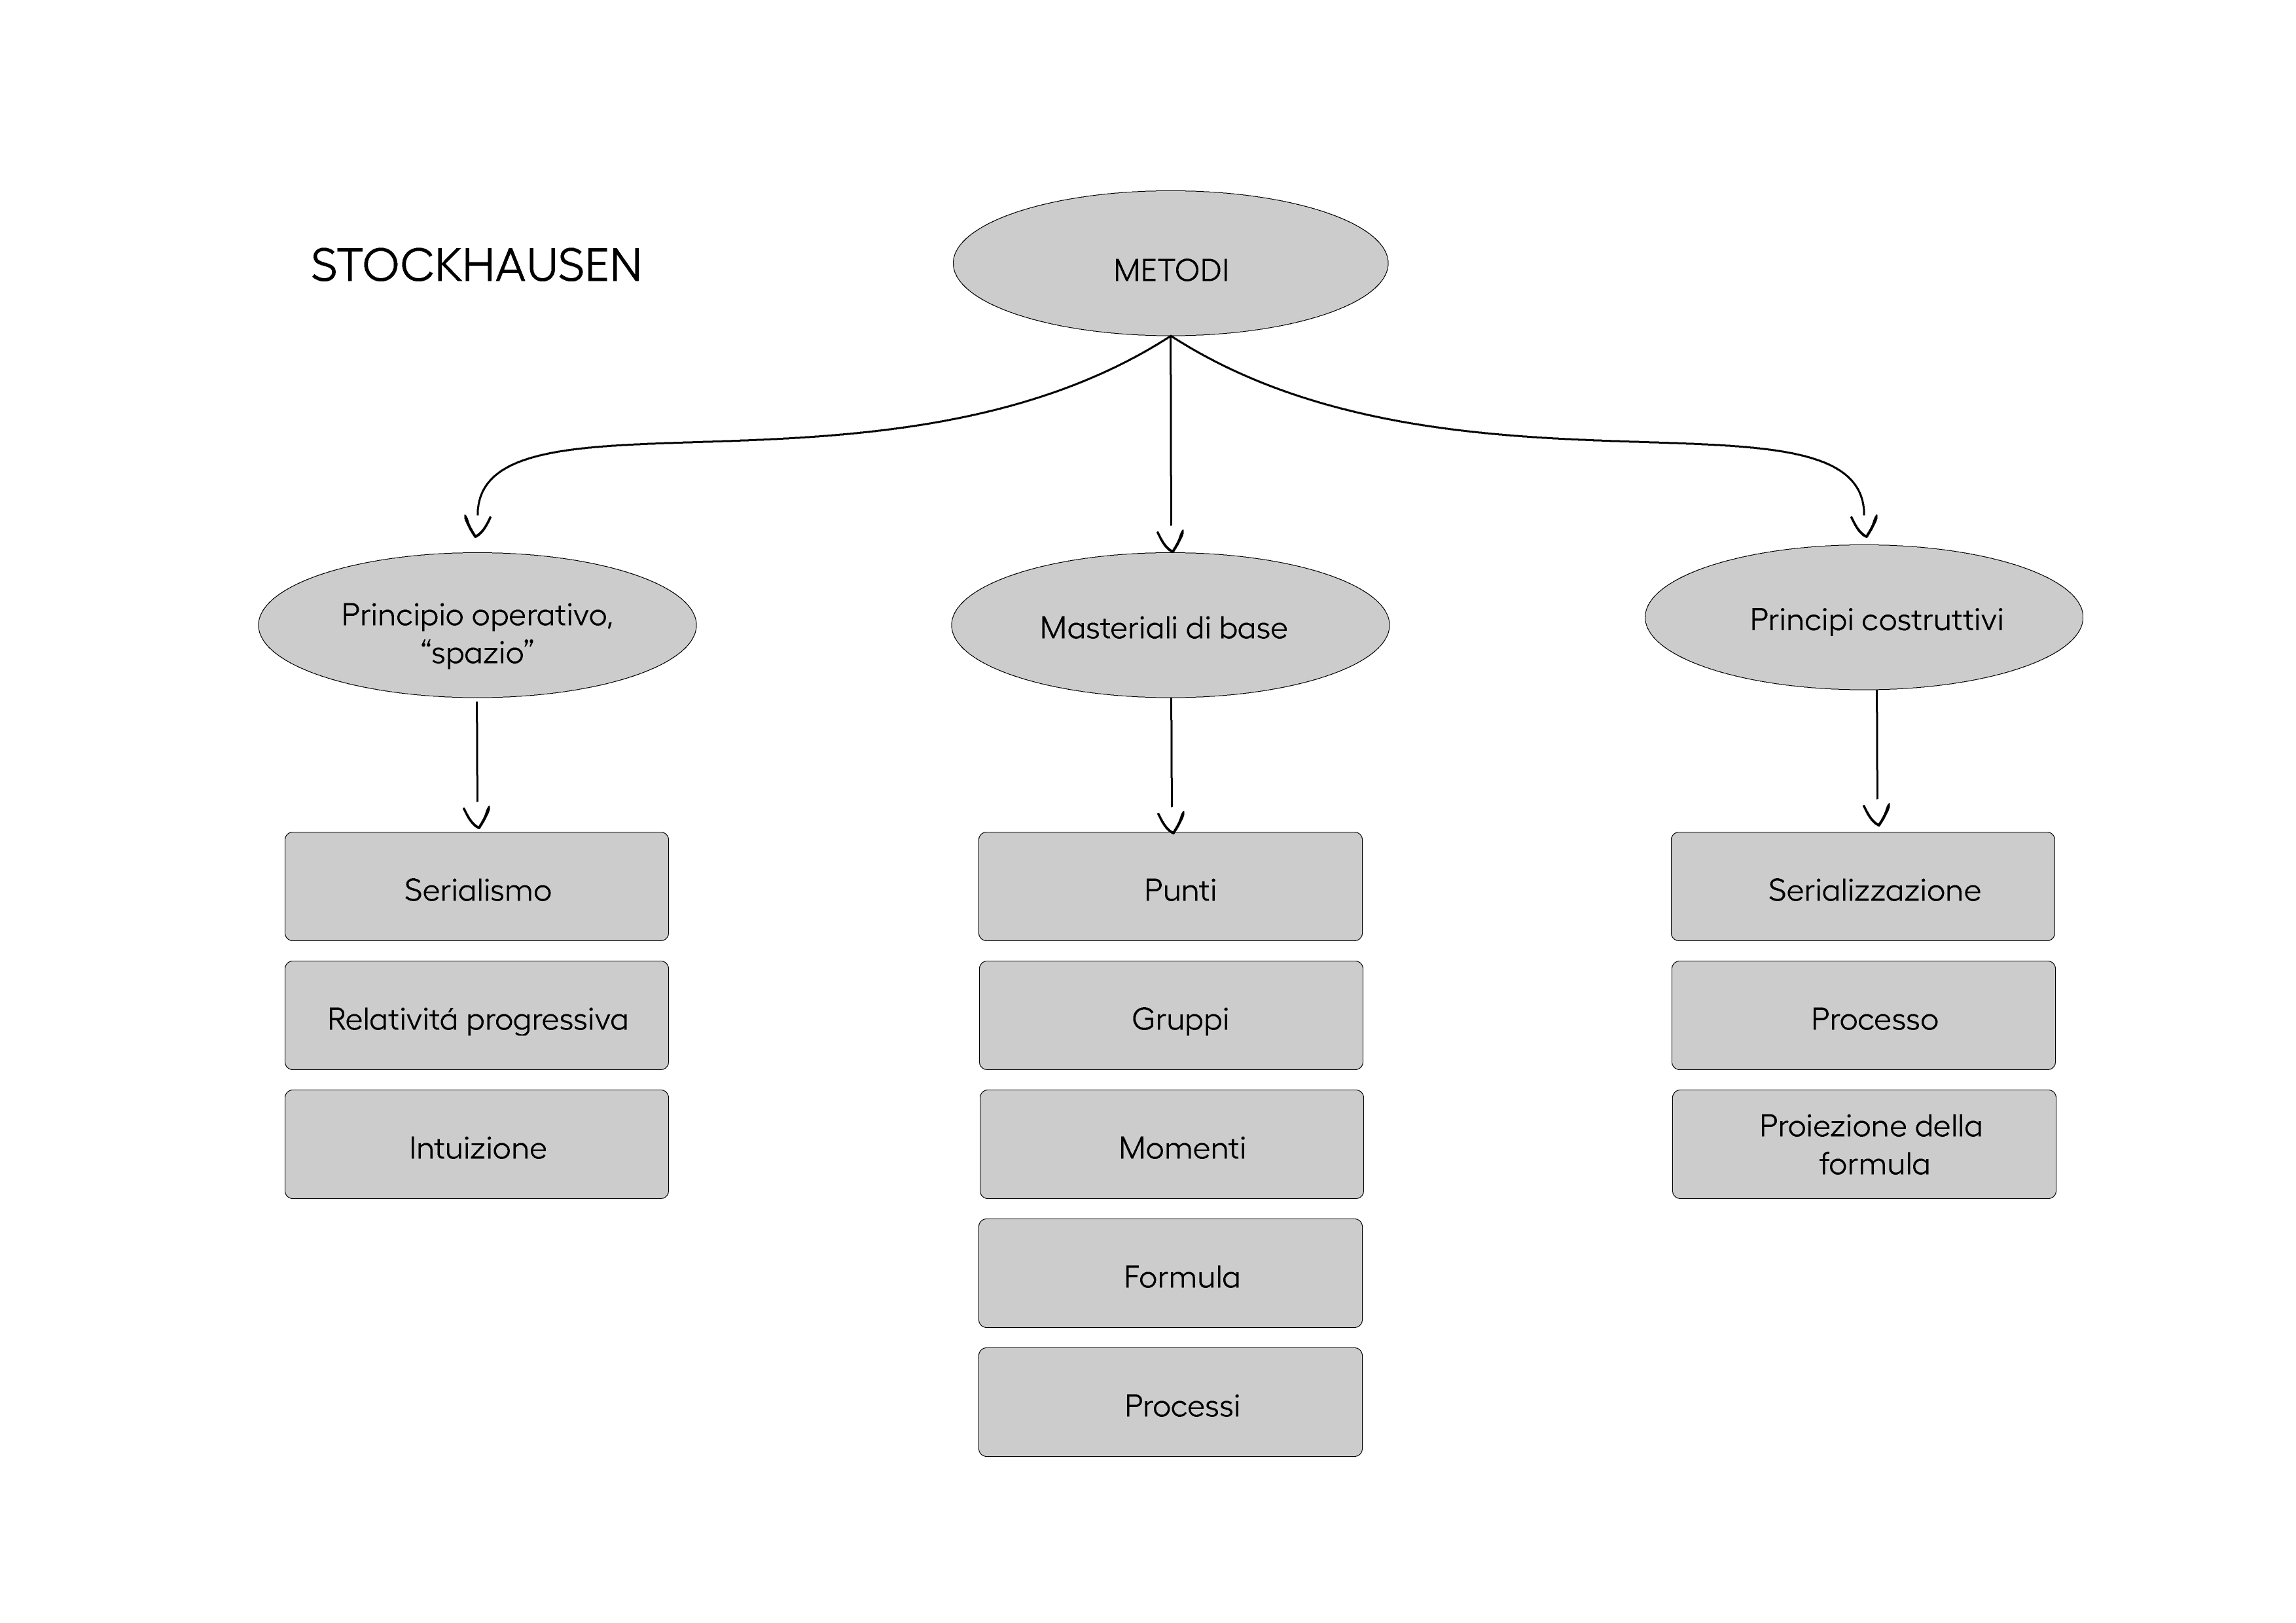 STOCKHAUSEN
METODI
Principio operativo,
“spazio”
Masteriali di base
Principi costruttivi
Serialismo
Relativitá progressiva
Intuizione
Punti
Gruppi
Momenti
Formula
Processi
Serializzazione
Processo
Proiezione della
formula